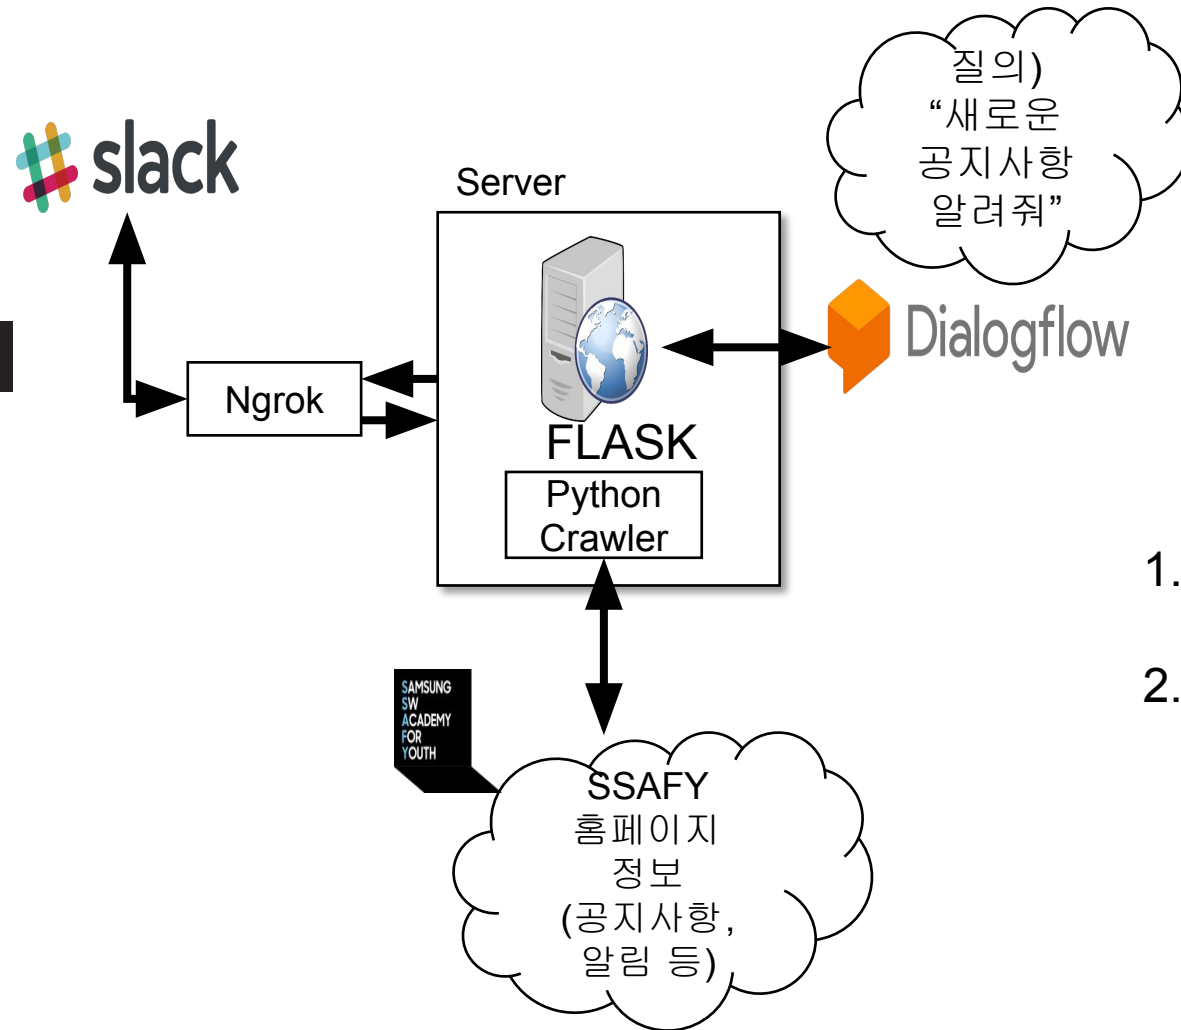 질의)
“새로운
공지사항
알려줘”
slack
Server
Dialogflow
Ngrok
FLASK
Python
Crawler
1.
2.
SAMSUNG
SW
ACADEMY
FOR
YOUTH
SSAFY
홈페이지
정보
(공지사항,
알림 등)